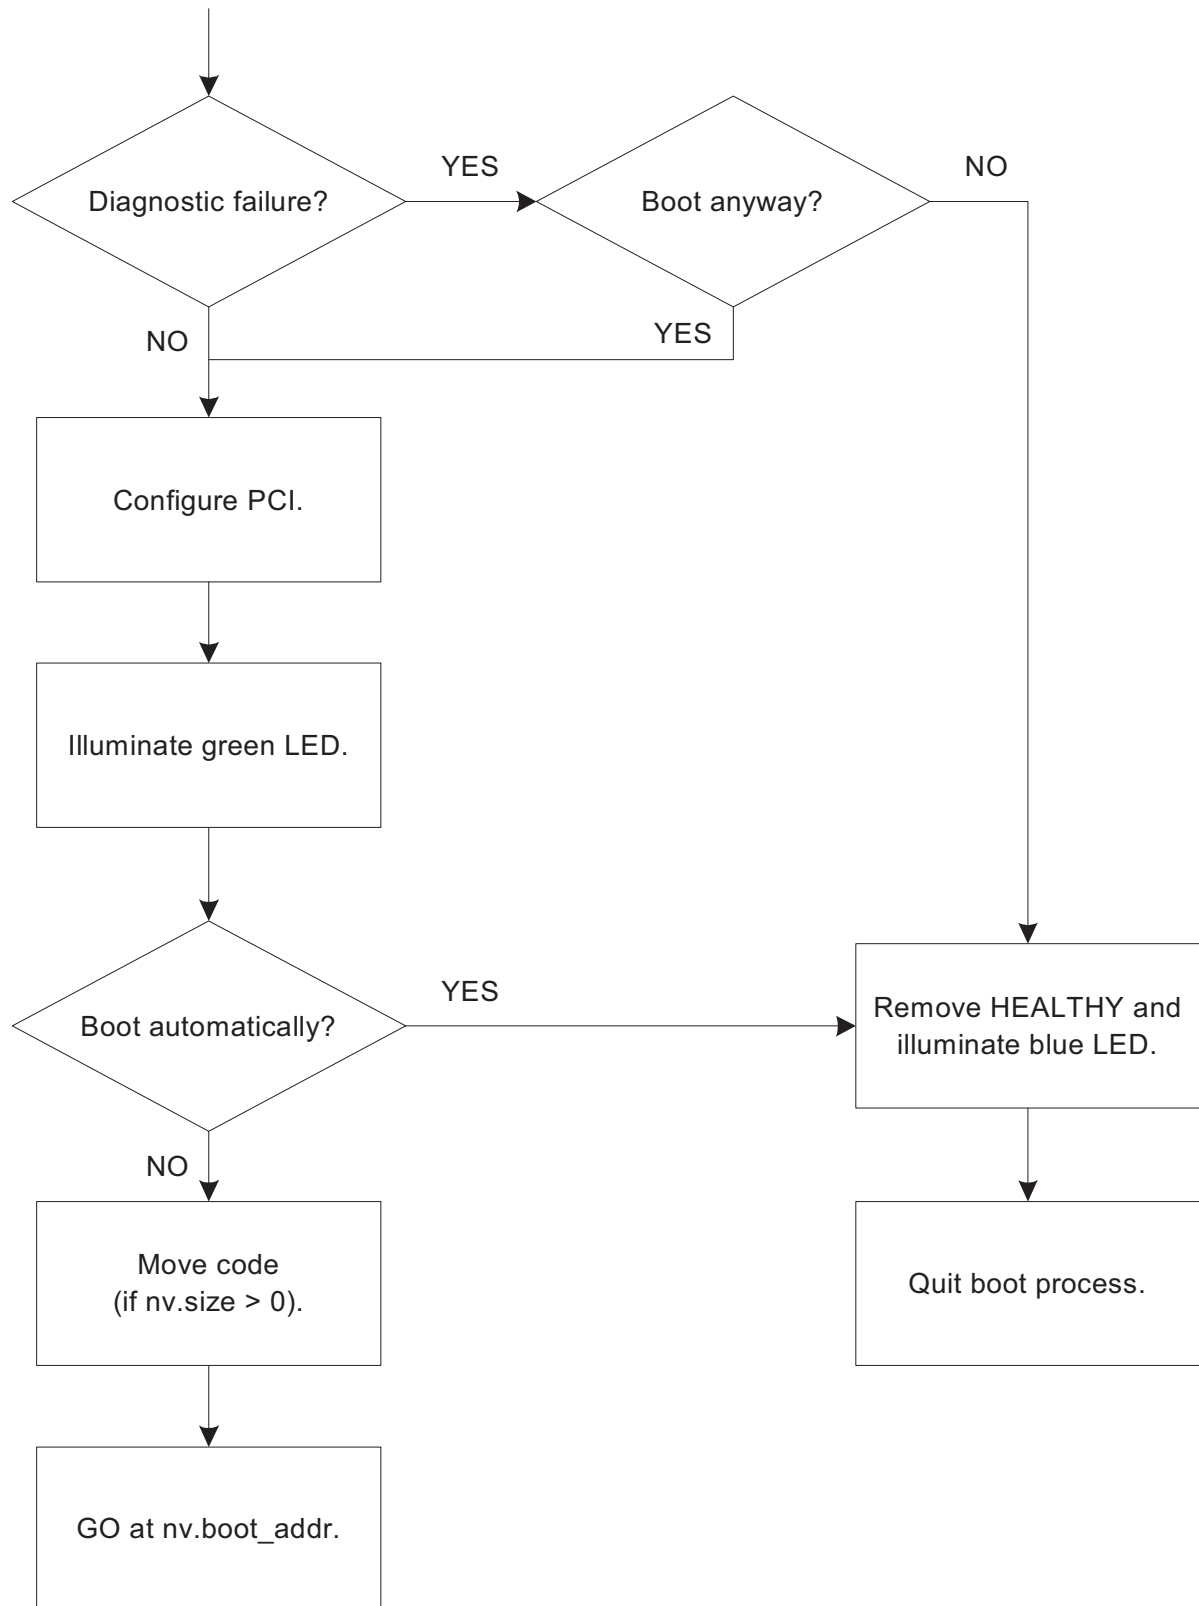 Diagnostic failure?
YES
Boot anyway?
NO
NO
YES
Configure PCI.
Illuminate green LED.
Boot automatically?
YES
Remove HEALTHY and
illuminate blue LED.
NO
Move code
(if nv.size > 0).
Quit boot process.
GO at nv.boot_addr.